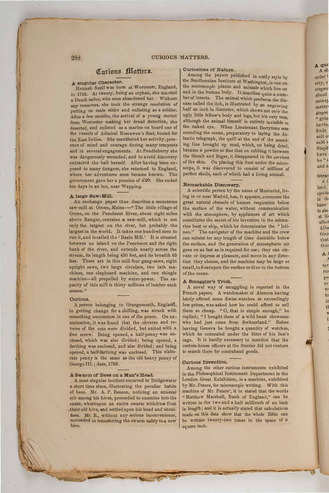 288 CURIOUS MATTERS.
Curious Matters.
A singular Character.
Hannah Snell was born at Worcester, England,
in 1723. At twenty, being an orphan, she married
a Dutch sailor, who soon abandoned her. Without
any resources, she took the strange resolution of
putting on male attire and enlisting as a soldier.
After a few months, the arrival of a young recruit
from Worcester making her dread detection, she
deserted, and enlisted as a marine on board one of
the vessels of Admiral Boscawen's fleet, bound for
the East Indies. She manifested her activity, pres-
ence of mind and courage during many tempests
and in several engagements. At Pondicherry she
was dangerously wounded, and to avoid discovery
extracted the ball herself. After having been ex-
posed to many dangers, she returned to England,
where her adventures soon became known. The
government gave her a pension of £20. She ended
her days in an inn, near Wapping.
A large Saw-Mill.
An exchange paper thus describes a monstrous
saw-mill at Orono, Maine:—"The little village of
Orono, on the Penobscot River, about eight miles
above Bangor, contains a saw-mill, which is not
only the largest on the river, but probably the
largest in the world. It takes one hundred men to
run it, and is called the "Basin Mill." It is situated
between an island on the Penobscot and the right
bank of the river, and extends nearly across the
stream, its length being 450 feet, and its breadth 60
feet. There are in this mill four gang-saws, eight
upright saws, two large circulars, two lath ma-
chines, one clapboard machine, and one shingle
machine—all propelled by water-power. The ca-
pacity of this mill is thirty millions of lumber each
season."
Curious.
A person belonging to Grangemouth, England,
in getting change for a shilling, was struck with
something uncommon in one of the pence. On ex-
amination, it was found that the obverse and re-
verse of the coin were divided, but united with a
fine screw. Being opened, a half-penny was en-
closed, which was also divided; being opened, a
farthing was enclosed, and also divided; and being
opened, a half-farthing was enclosed. This elabo-
rate penny is the same as the old heavy penny of
George III.; date, 1798.
A Swarm of Bees on a Man's Head.
A most singular incident occurred in Bridgewater
a short time since, illustrating the peculiar habits
of bees. Mr. A. P. Benson, noticing an unusual
stir among his hives, proceeded to examine into the
cause, whereupon an entire swarm withdrew from
their old hive, and settled upon his head and shoul-
ders. Mr. B., without any serious inconvenience,
succeeded in transferring the swarm safely to a new
hive.
Curiosities of Nature.
Among the papers published in costly style by
the Smithsonian Institute at Washington, is one on
the microscopic plants and animals which live on
and in the human body. It describes quite a num-
ber of insects. The animal which produces the dis-
ease called the itch, is illustrated by an engraving
half an inch in diameter, which shows not only the
ugly little fellow's body and legs, but his very toes,
although the animal himself is entirely invisible to
the naked eye. When Lieutenant Berryman was
sounding the ocean, preparatory to laying the At-
lantic telegraph, the quill at the end of the sound-
ing line brought up mud, which, on being dried,
became a powder so fine that on rubbing it between
the thumb and finger, it disappeared in the crevices
of the skin. On placing this dust under the micro-
scope, it was discovered to consist of millions of
perfect shells, each of which had a living animal.
Remarkable Discovery.
A scientific person by the name of Montoriol, liv-
ing in or near Madrid, has, it appears, overcome the
great natural obstacle of human respiration below
the surface of the water, without communication
with the atmosphere, by appliances of art which
constitutes the secret of his invention in the subma-
rine boat or ship, which he denominates the "Icti-
neo." The navigator of the machine and the crew
are seated for any length of time desirable below
the surface, and the generation of atmospheric air
goes on as fast as is required for use; they can ele-
vate or depress at pleasure, and move in any direc-
tion they choose, and the machine may be large or
small, it can traverse the surface or dive to the bottom
of the ocean.
A Smuggler's Trick.
A novel way of smuggling is reported in the
French papers. A watchmaker of Alencon having
lately offered some Swiss watches at exceedingly
low prices, was asked how he could afford to sell
them so cheap. "O, that is simple enough," he
replied; "I bought them of a wild beast showman
who had just come from Switzerland." Before
leaving Geneva he bought a quantity of watches,
which he concealed under the litter of his lion's
cage. It is hardly necessary to mention that the
custom-house officers at the frontier did not venture
to search there for contraband goods.
Curious Invention.
Among the other curious instruments exhibited
in the Philosophical Instrument Department in the
London Great Exhibition, is a machine, exhibited
by Mr. Peters, for microscopic writing. With this
machine of Mr. Peters', it is stated that the words
"Matthew Marshall, Bank of England," can be
written in the two and a half millionth of an inch
in length; and it is actually stated that calculations
made on this data show that the whole Bible can
be written twenty-two times in the space of a
square inch.